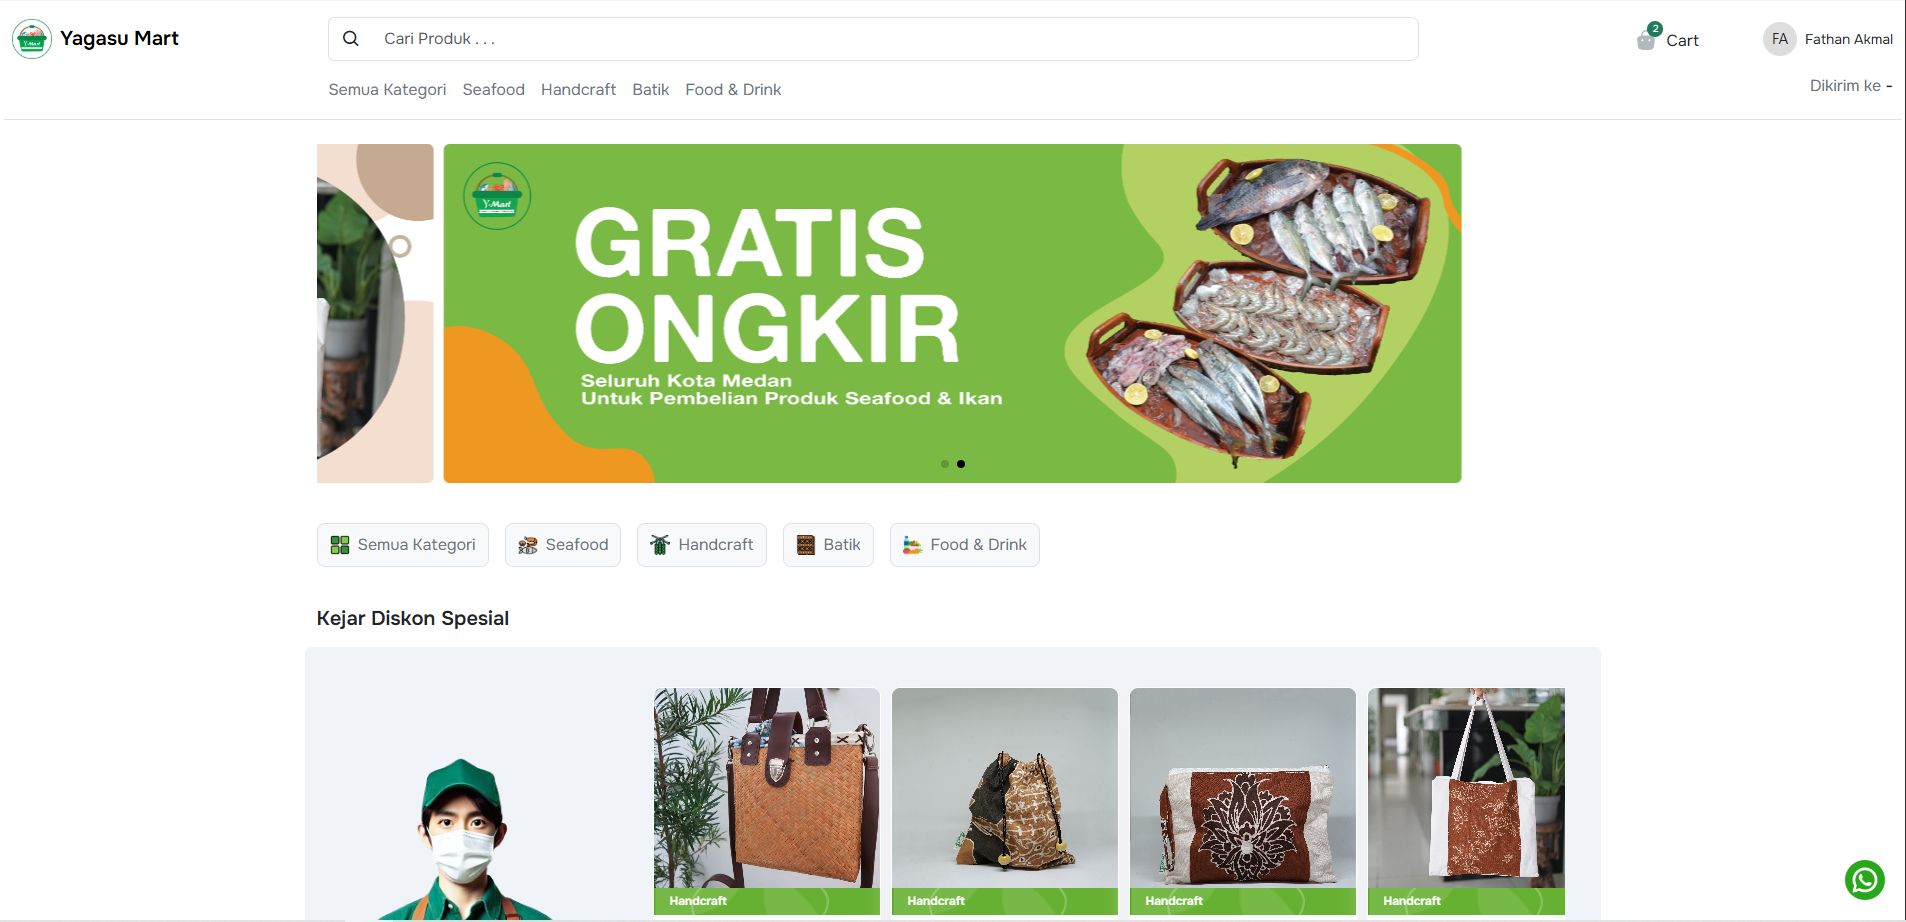 Yagasu Mart
Cari Produk . . .
2
Cart
FA
Fathan Akmal
Semua Kategori
Seafood
Handcraft
Batik
Food & Drink
Dikirim ke -
Y-Mart
GRATIS
ONGKIR
Seluruh Kota Medan
Untuk Pembelian Produk Seafood & Ikan
Semua Kategori
Seafood
Handcraft
Batik
Food & Drink
Kejar Diskon Spesial
Handcraft
Handcraft
Handcraft
Handcraft